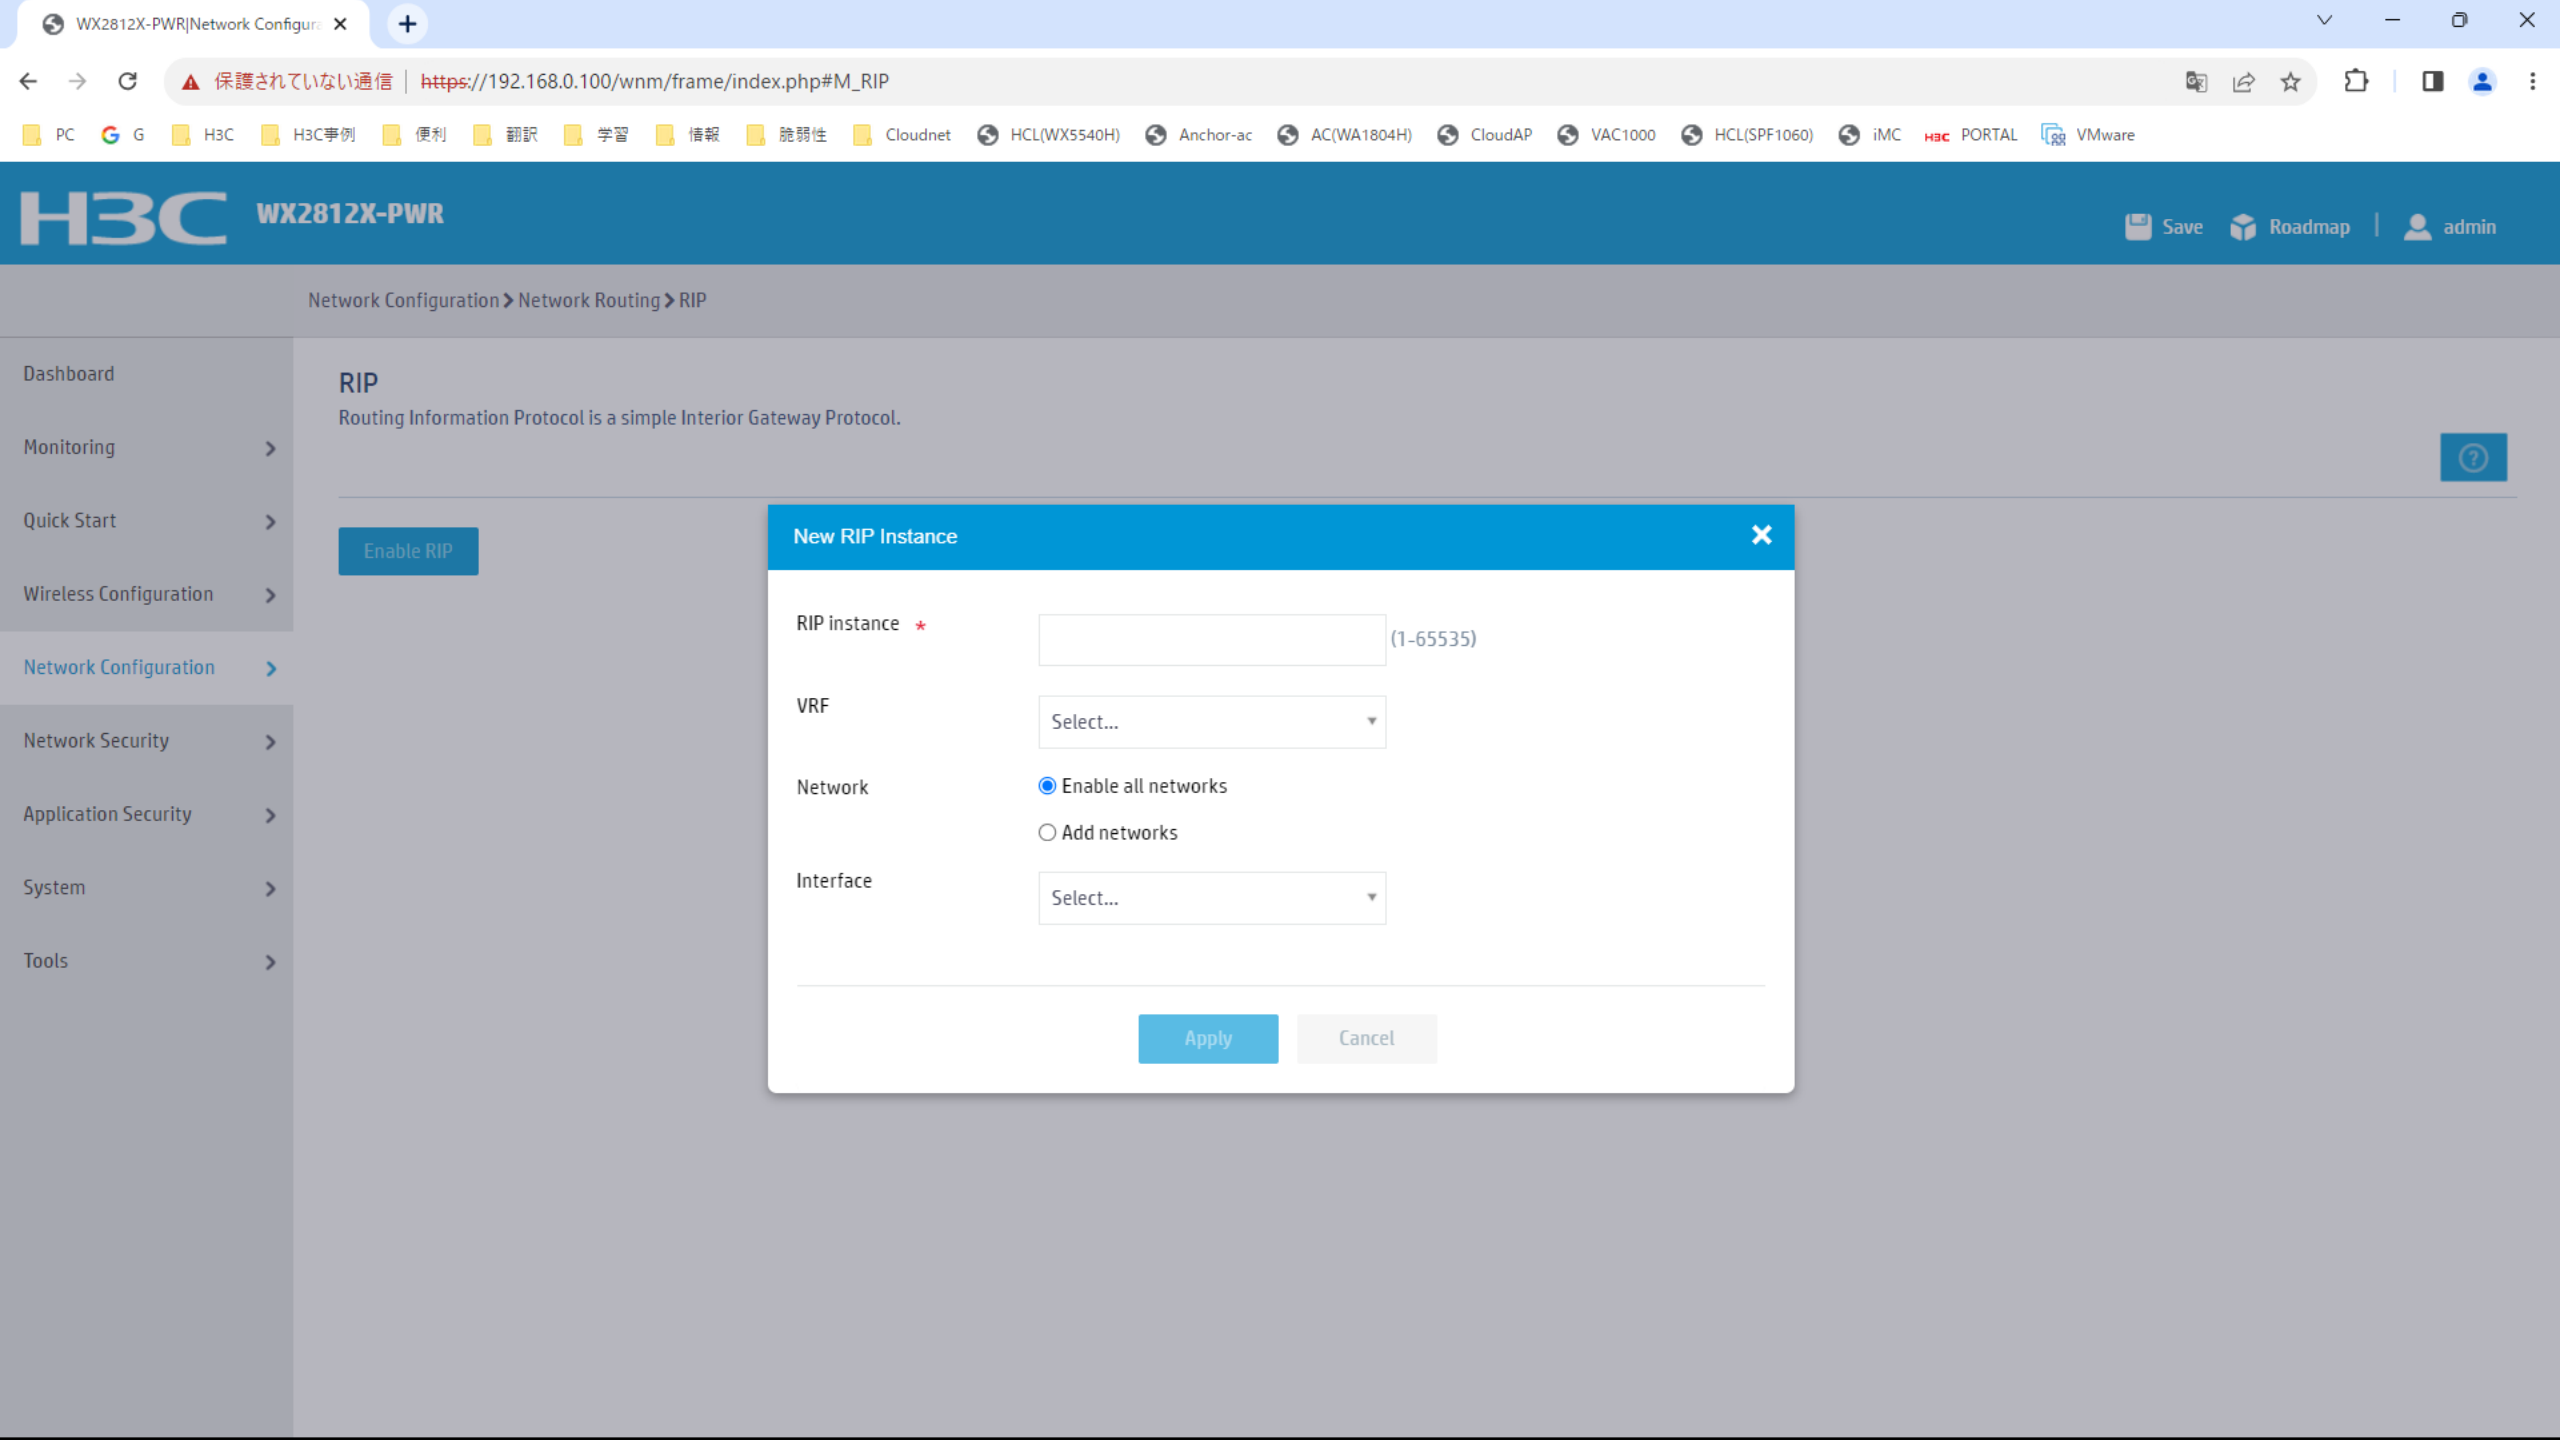 WX2812X-PWR|Network Configura
保護されていない通信 https://192.168.0.100/wnm/frame/index.php#M_RIP
PC G H3C H3C事例 便利 翻訳 学習 情報 脆弱性 Cloudnet HCL(WX5540H) Anchor-ac AC(WA1804H) CloudAP VAC1000 HCL(SPF1060) iMC H3C PORTAL VMware
H3C WX2812X-PWR
Save Roadmap admin
Network Configuration > Network Routing > RIP
Dashboard
Monitoring
Quick Start
Wireless Configuration
Network Configuration
Network Security
Application Security
System
Tools
RIP
Routing Information Protocol is a simple Interior Gateway Protocol.
Enable RIP
New RIP Instance
RIP instance * (1-65535)
VRF Select...
Network Enable all networks
Add networks
Interface Select...
Apply Cancel